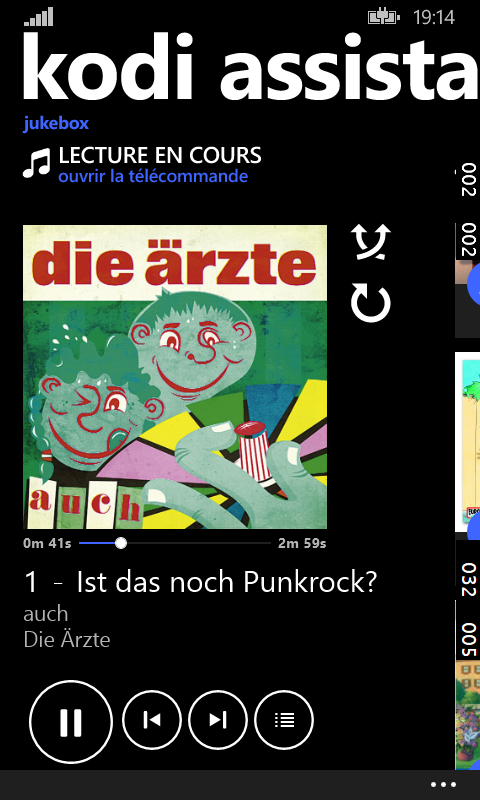 19:14
kodi assista
jukebox
LECTURE EN COURS
ouvrir la télécommande
die ärzte
auch
0m 41s
2m 59s
1 - Ist das noch Punkrock?
auch
Die Ärzte
002
002
032
005